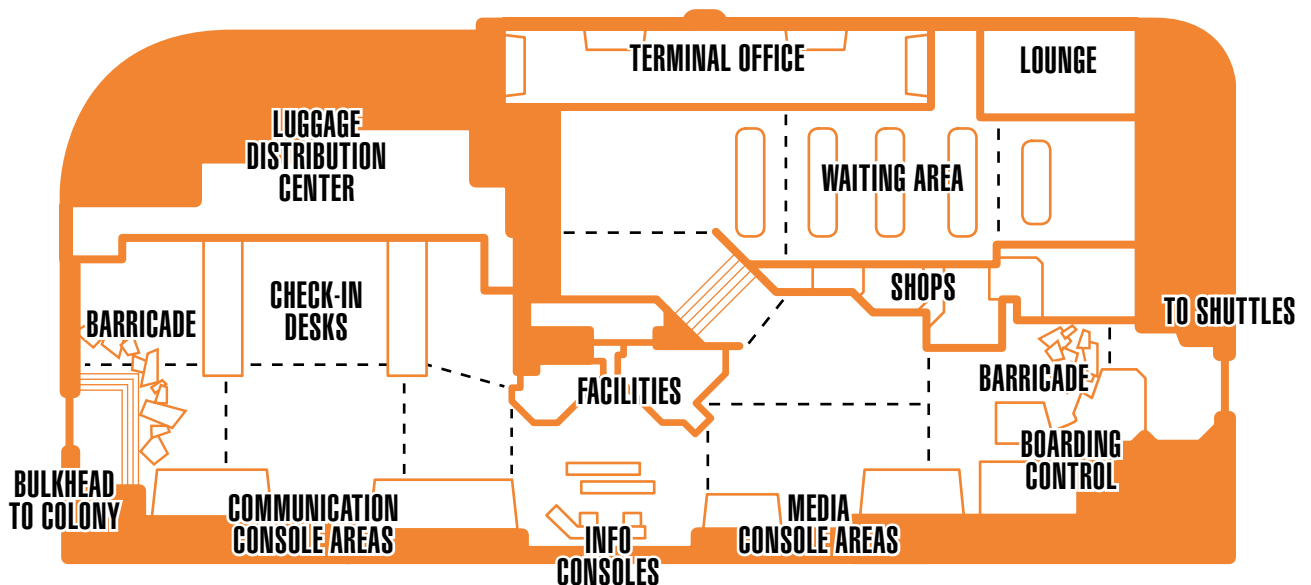 TERMINAL OFFICE
LOUNGE
LUGGAGE
DISTRIBUTION
CENTER
WAITING AREA
CHECK-IN
DESKS
SHOPS
BARRICADE
TO SHUTTLES
FACILITIES
BARRICADE
BOARDING
CONTROL
BULKHEAD
TO COLONY
COMMUNICATION
CONSOLE AREAS
INFO
CONSOLES
MEDIA
CONSOLE AREAS